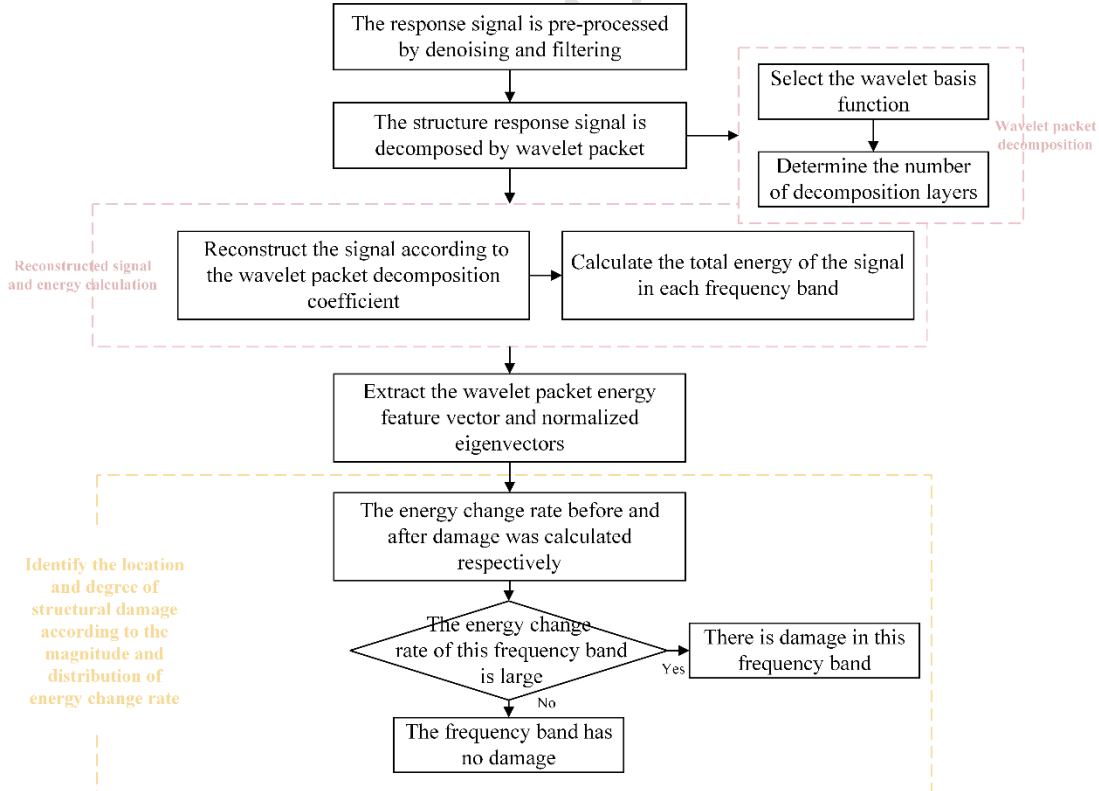 The response signal is pre-processed
by denoising and filtering
The structure response signal is
decomposed by wavelet packet
Select the wavelet basis
function
Determine the number
of decomposition layers
Wavelet packet
decomposition
Reconstructed signal
and energy calculation
Reconstruct the signal according to
the wavelet packet decomposition
coefficient
Calculate the total energy of the signal
in each frequency band
Extract the wavelet packet energy
feature vector and normalized
eigenvectors
Identify the location
and degree of
structural damage
according to the
magnitude and
distribution of
energy change rate
The energy change rate before and
after damage was calculated
respectively
The energy change
rate of this frequency band
is large
Yes
There is damage in this
frequency band
No
The frequency band has
no damage